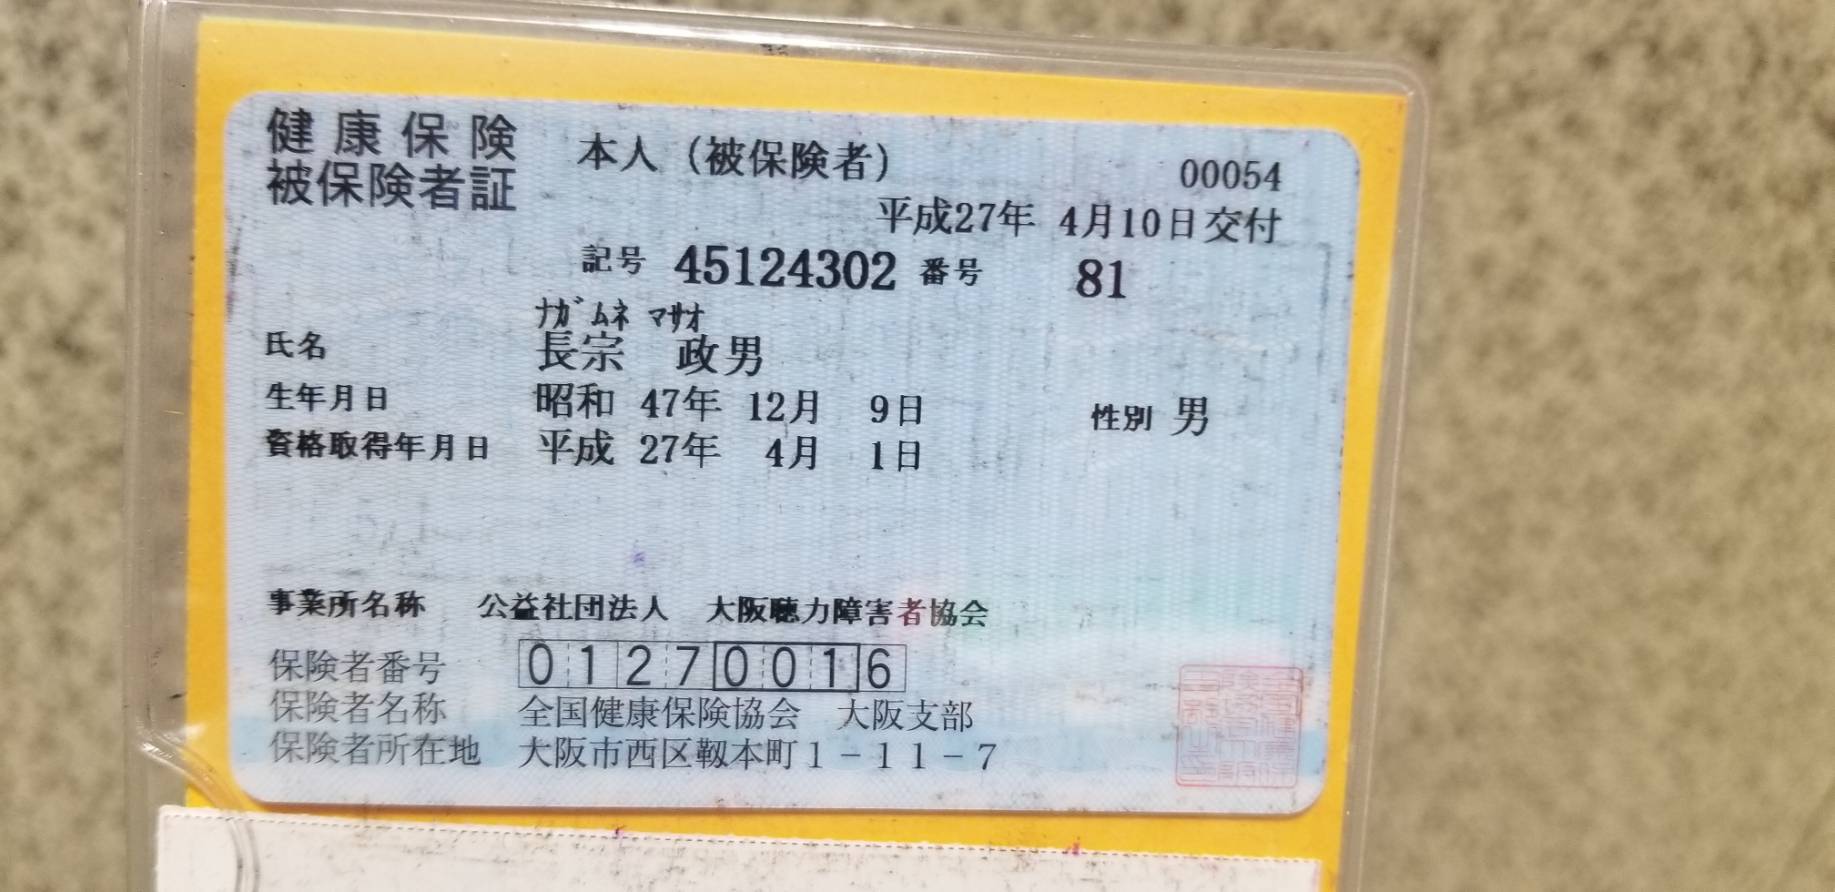 健康保険 本人(被保険者) 00054
被保険者証
平成27年 4月10日交付
記号 45124302 番号 81
ナガムネ マサオ
氏名 長宗 政男
生年月日 昭和 47年 12月 9日 性別 男
資格取得年月日 平成 27年 4月 1日
事業所名称 公益社団法人 大阪聴力障害者協会
保険者番号 01270016
保険者名称 全国健康保険協会 大阪支部
保険者所在地 大阪市西区靱本町1-11-7